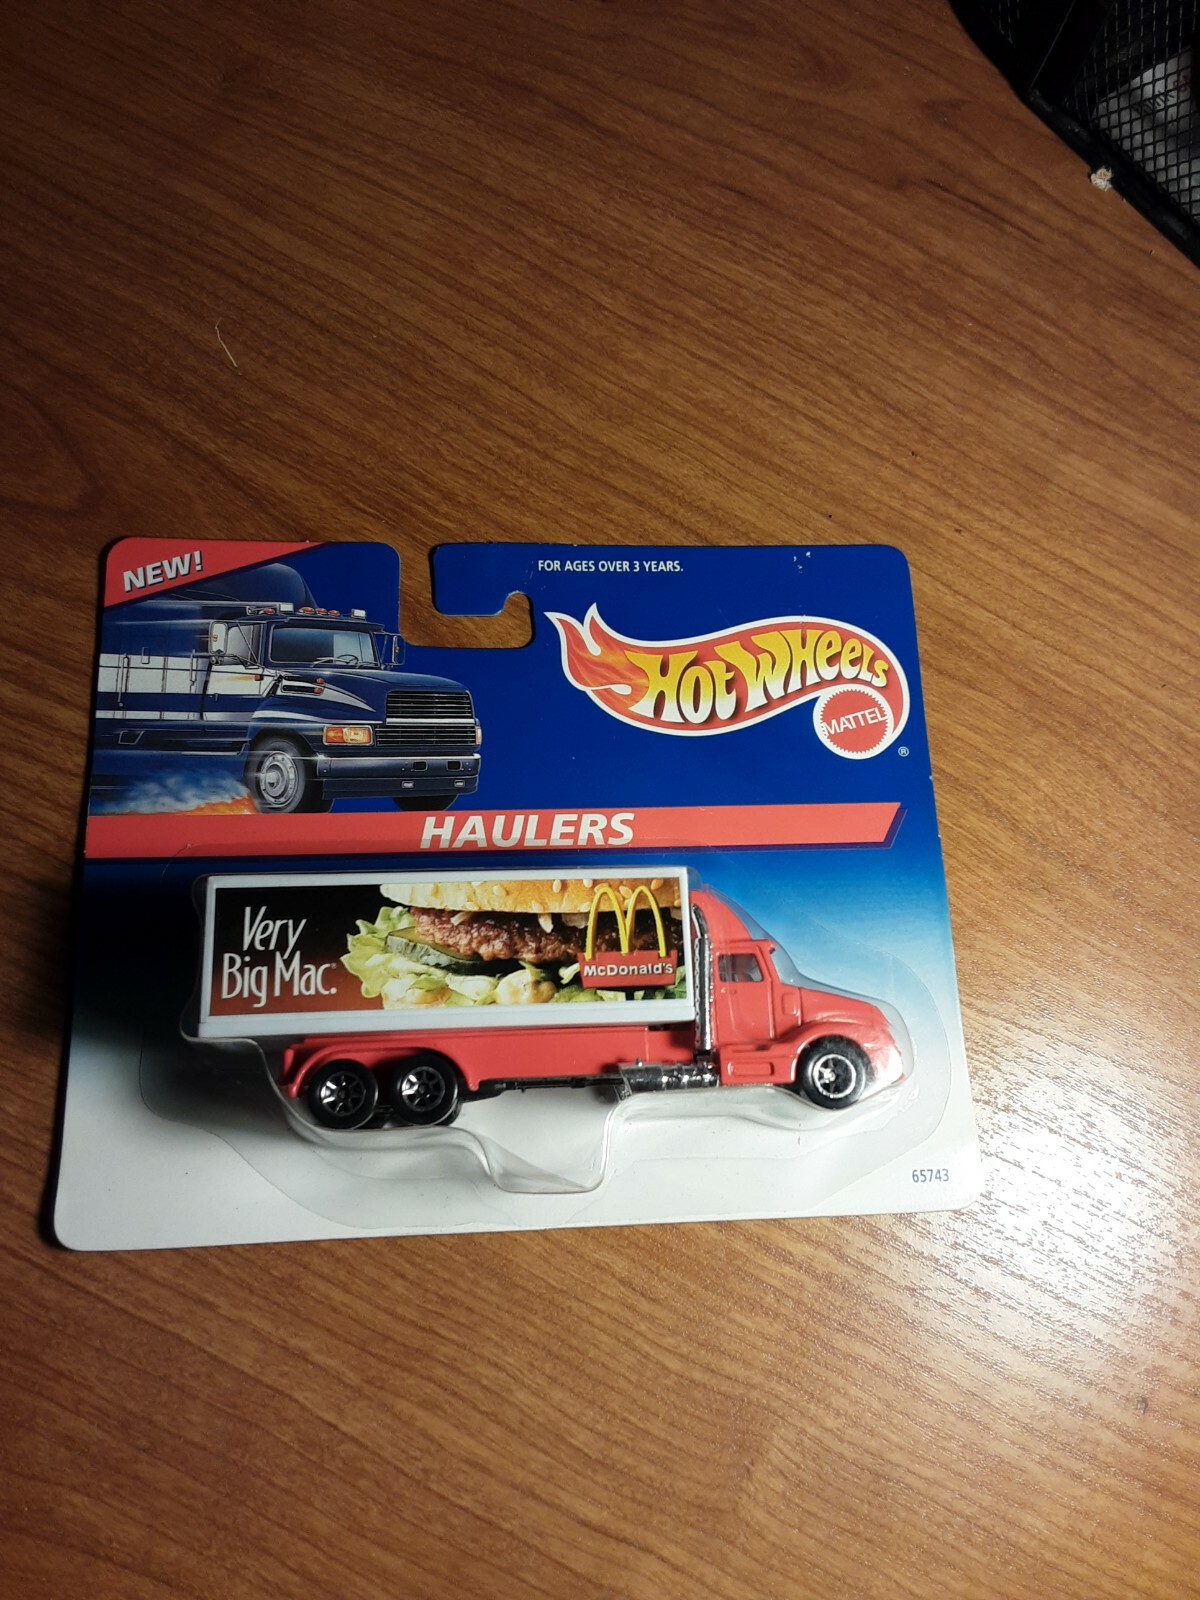 NEW!
FOR AGES OVER 3 YEARS.
HOT WHEELS
MATTEL
®
HAULERS
Very
Big Mac.®
McDonald's
65743